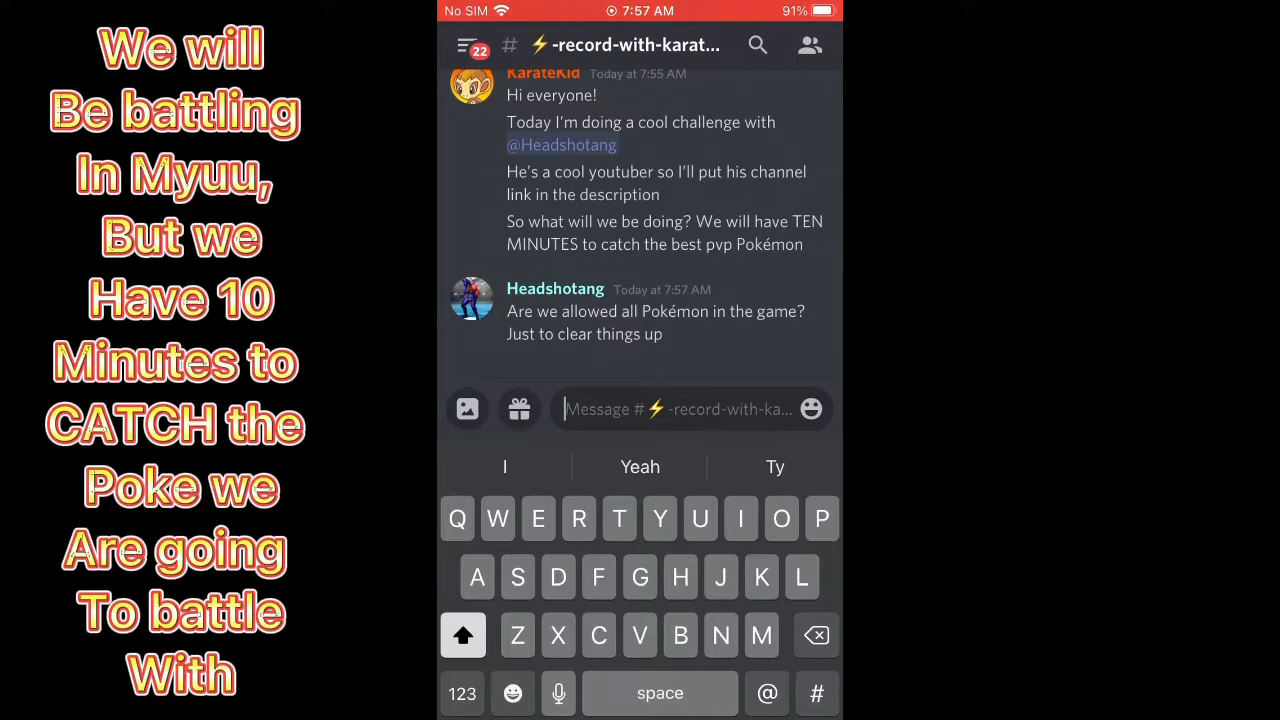 We will
Be battling
In Myuu,
But we
Have 10
Minutes to
CATCH the
Poke we
Are going
To battle
With
No SIM
7:57 AM
91%
22
# ⚡-record-with-karat...
KarateKid Today at 7:55 AM
Hi everyone!
Today I'm doing a cool challenge with
@Headshotang
He's a cool youtuber so I'll put his channel
link in the description
So what will we be doing? We will have TEN
MINUTES to catch the best pvp Pokémon
Headshotang Today at 7:57 AM
Are we allowed all Pokémon in the game?
Just to clear things up
Message #⚡-record-with-ka...
I Yeah Ty
Q W E R T Y U I O P
A S D F G H J K L
Z X C V B N M
123 space @ #